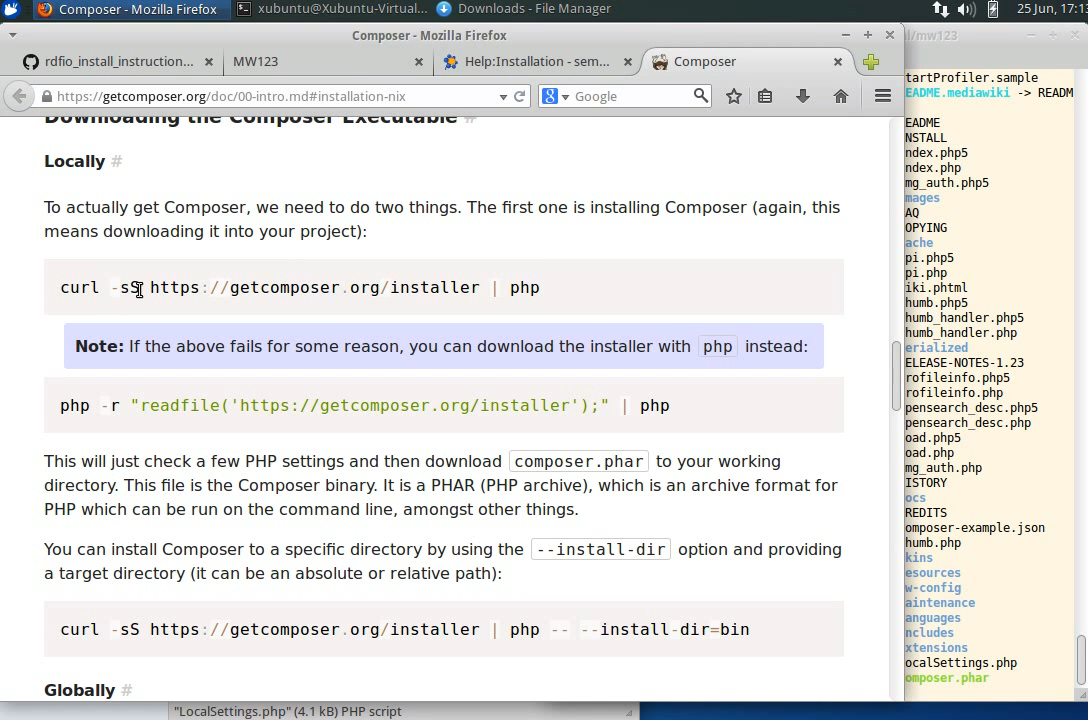 Composer - Mozilla Firefox
xubuntu@Xubuntu-Virtual...
Downloads - File Manager
25 Jun, 17:13
Composer - Mozilla Firefox
al/mw123
rdfio_install_instruction...
MW123
Help:Installation - sem...
Composer
https://getcomposer.org/doc/00-intro.md#installation-nix
Google
Downloading the Composer Executable #
Locally #
To actually get Composer, we need to do two things. The first one is installing Composer (again, this
means downloading it into your project):
curl -sS https://getcomposer.org/installer | php
Note: If the above fails for some reason, you can download the installer with php instead:
php -r "readfile('https://getcomposer.org/installer');" | php
This will just check a few PHP settings and then download composer.phar to your working
directory. This file is the Composer binary. It is a PHAR (PHP archive), which is an archive format for
PHP which can be run on the command line, amongst other things.
You can install Composer to a specific directory by using the --install-dir option and providing
a target directory (it can be an absolute or relative path):
curl -sS https://getcomposer.org/installer | php -- --install-dir=bin
Globally #
tartProfiler.sample
EADME.mediawiki -> READM
EADME
NSTALL
ndex.php5
ndex.php
mg_auth.php5
mages
AQ
OPYING
ache
pi.php5
pi.php
iki.phtml
humb.php5
humb_handler.php5
humb_handler.php
erialized
ELEASE-NOTES-1.23
rofileinfo.php5
rofileinfo.php
pensearch_desc.php5
pensearch_desc.php
oad.php5
oad.php
mg_auth.php
ISTORY
ocs
REDITS
omposer-example.json
humb.php
kins
esources
w-config
aintenance
anguages
ncludes
xtensions
ocalSettings.php
omposer.phar
"LocalSettings.php" (4.1 kB) PHP script